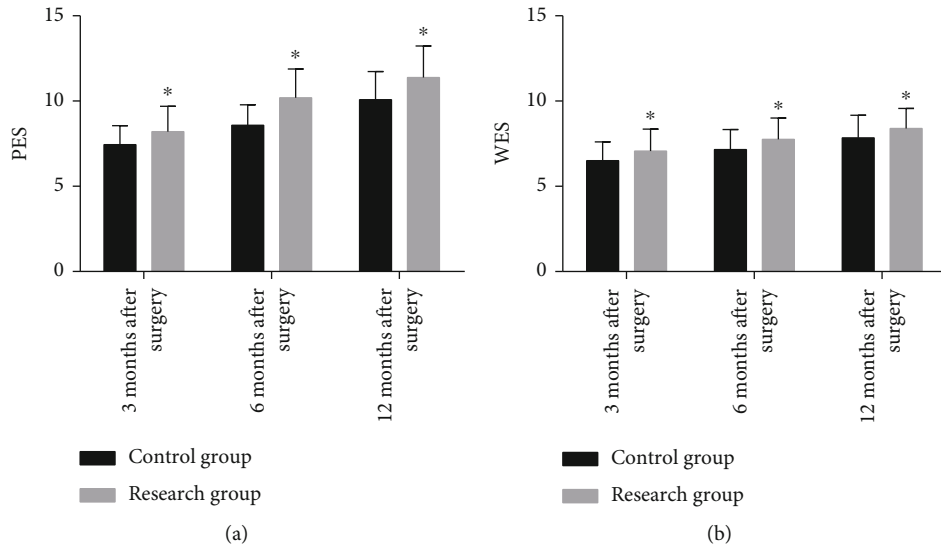 15
10
5
0
PES
*
*
*
3 months after
surgery
6 months after
surgery
12 months after
surgery
Control group
Research group
(a)
15
10
5
0
WES
*
*
*
3 months after
surgery
6 months after
surgery
12 months after
surgery
Control group
Research group
(b)